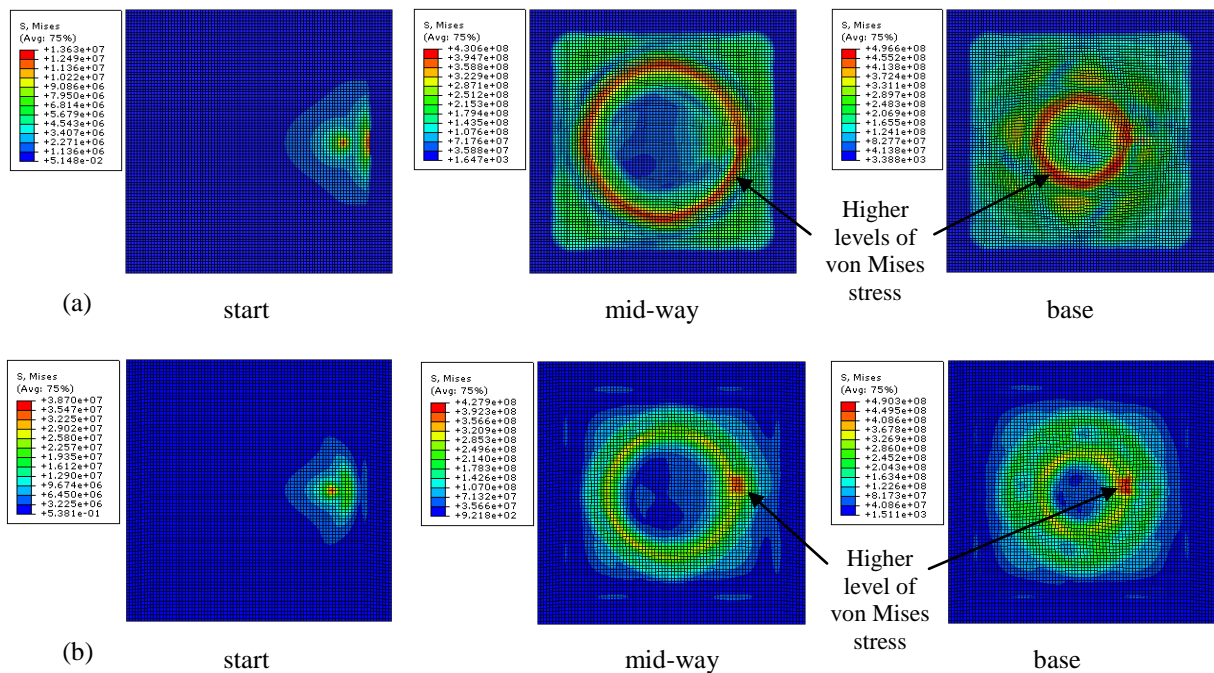 S, Mises
(Avg: 75%)
+1.363e+07
+1.249e+07
+1.136e+07
+1.022e+07
+9.086e+06
+7.950e+06
+6.814e+06
+5.679e+06
+4.543e+06
+3.407e+06
+2.271e+06
+1.136e+06
+5.148e-02
S, Mises
(Avg: 75%)
+4.306e+08
+3.947e+08
+3.588e+08
+3.229e+08
+2.871e+08
+2.512e+08
+2.153e+08
+1.794e+08
+1.435e+08
+1.076e+08
+7.176e+07
+3.588e+07
+1.647e+03
S, Mises
(Avg: 75%)
+4.966e+08
+4.552e+08
+4.138e+08
+3.724e+08
+3.311e+08
+2.897e+08
+2.483e+08
+2.069e+08
+1.655e+08
+1.241e+08
+8.277e+07
+4.138e+07
+3.388e+03
Higher
levels of
von Mises
stress
(a)
start
mid-way
base
S, Mises
(Avg: 75%)
+3.870e+07
+3.547e+07
+3.225e+07
+2.902e+07
+2.580e+07
+2.257e+07
+1.935e+07
+1.612e+07
+1.290e+07
+9.674e+06
+6.450e+06
+3.225e+06
+5.381e-01
S, Mises
(Avg: 75%)
+4.279e+08
+3.923e+08
+3.566e+08
+3.209e+08
+2.853e+08
+2.496e+08
+2.140e+08
+1.783e+08
+1.426e+08
+1.070e+08
+7.132e+07
+3.566e+07
+9.218e+02
S, Mises
(Avg: 75%)
+4.903e+08
+4.495e+08
+4.086e+08
+3.678e+08
+3.269e+08
+2.860e+08
+2.452e+08
+2.043e+08
+1.634e+08
+1.226e+08
+8.173e+07
+4.086e+07
+1.511e+03
Higher
level of
von Mises
stress
(b)
start
mid-way
base